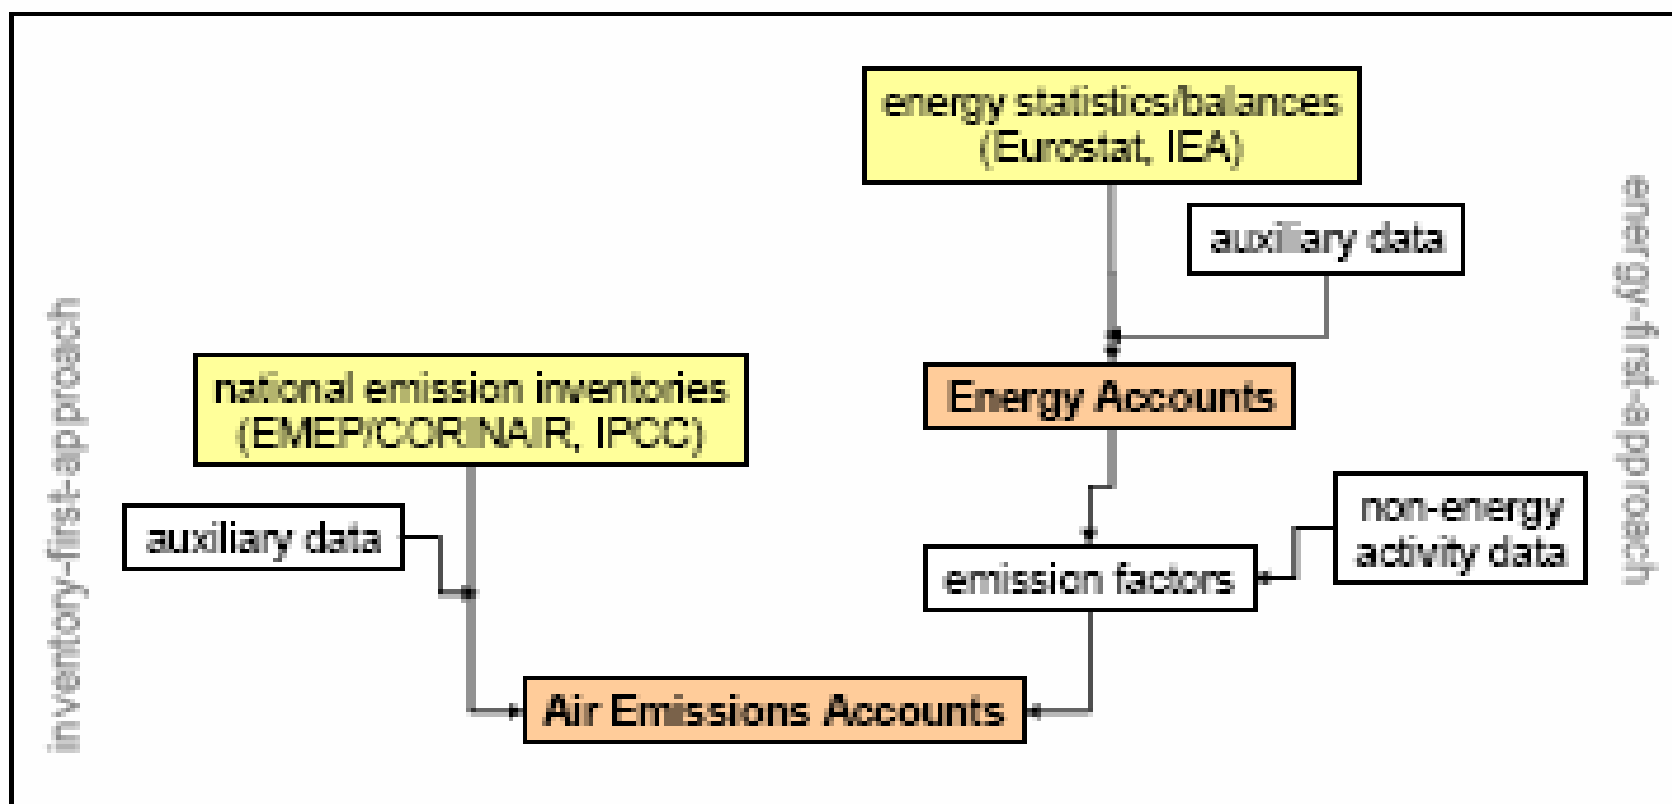 energy statistics/balances
(Eurostat, IEA)
auxiliary data
energy-first-approach
inventory-first-approach
national emission inventories
(EMEP/CORINAIR, IPCC)
Energy Accounts
auxiliary data
non-energy
activity data
emission factors
Air Emissions Accounts